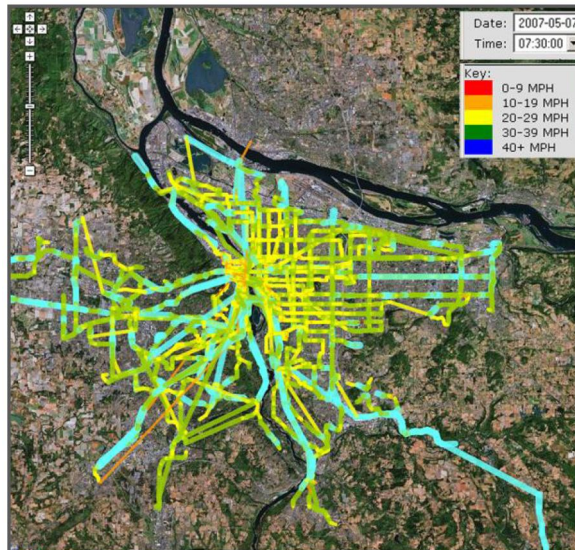 Date: 2007-05-07
Time: 07:30:00
Key:
0-9 MPH
10-19 MPH
20-29 MPH
30-39 MPH
40+ MPH